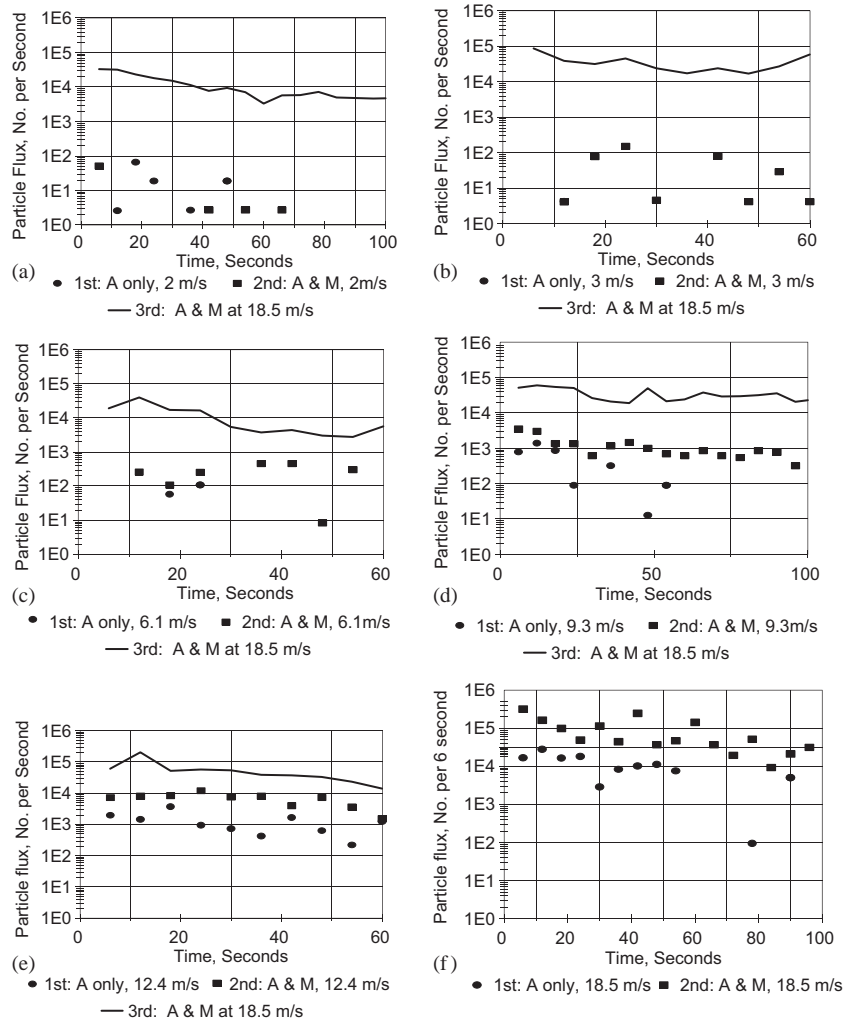 1E6
1E5
1E4
1E3
1E2
1E1
1E0
Particle Flux, No. per Second
0 20 40 60 80 100
Time, Seconds
(a)
1st: A only, 2 m/s 2nd: A & M, 2m/s
3rd: A & M at 18.5 m/s
1E6
1E5
1E4
1E3
1E2
1E1
1E0
Particle Flux, No. per Second
0 20 40 60
Time, Seconds
(b)
1st: A only, 3 m/s 2nd: A & M, 3 m/s
3rd: A & M at 18.5 m/s
1E6
1E5
1E4
1E3
1E2
1E1
1E0
Particle Flux, No. per Second
0 20 40 60
Time, Seconds
(c)
1st: A only, 6.1 m/s 2nd: A & M, 6.1m/s
3rd: A & M at 18.5 m/s
1E6
1E5
1E4
1E3
1E2
1E1
1E0
Particle Fflux, No. per Second
0 50 100
Time, Seconds
(d)
1st: A only, 9.3 m/s 2nd: A & M, 9.3m/s
3rd: A & M at 18.5 m/s
1E6
1E5
1E4
1E3
1E2
1E1
1E0
Particle flux, No. per Second
0 20 40 60
Time, Seconds
(e)
1st: A only, 12.4 m/s 2nd: A & M, 12.4 m/s
3rd: A & M at 18.5 m/s
1E6
1E5
1E4
1E3
1E2
1E1
1E0
Particle flux, No. per 6 second
0 20 40 60 80 100
Time, Seconds
(f)
1st: A only, 18.5 m/s 2nd: A & M, 18.5 m/s